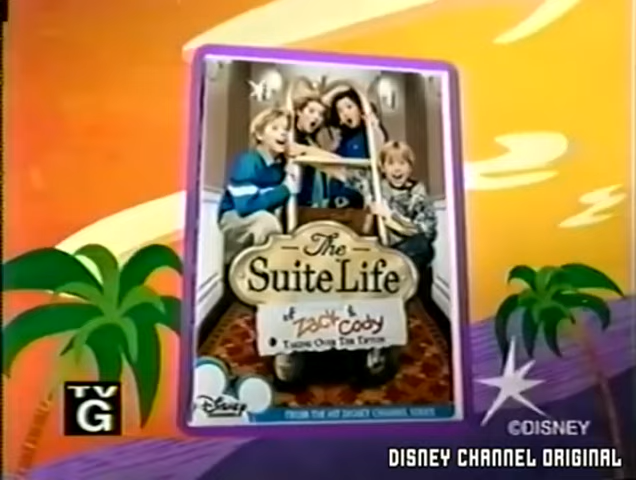 The
Suite Life
of Zack & Cody
TAKING OVER THE TIPTON
Disney
FROM THE HIT DISNEY CHANNEL SERIES
TV
G
©DISNEY
DISNEY CHANNEL ORIGINAL